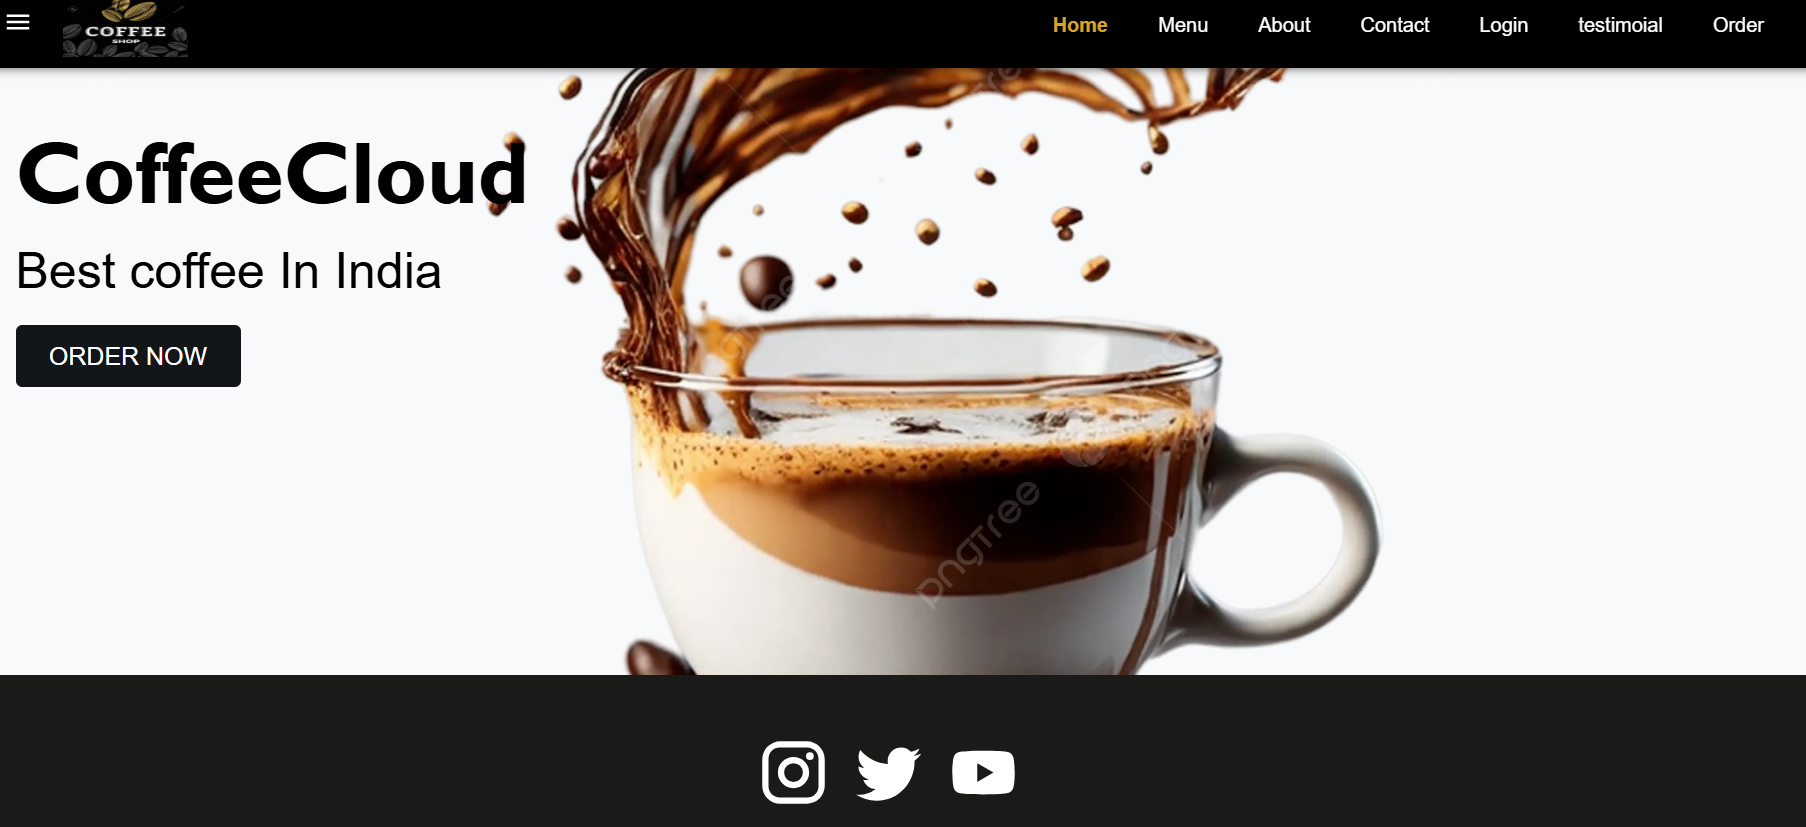 COFFEE
SHOP
Home Menu About Contact Login testimoial Order
CoffeeCloud
Best coffee In India
ORDER NOW
pngtree